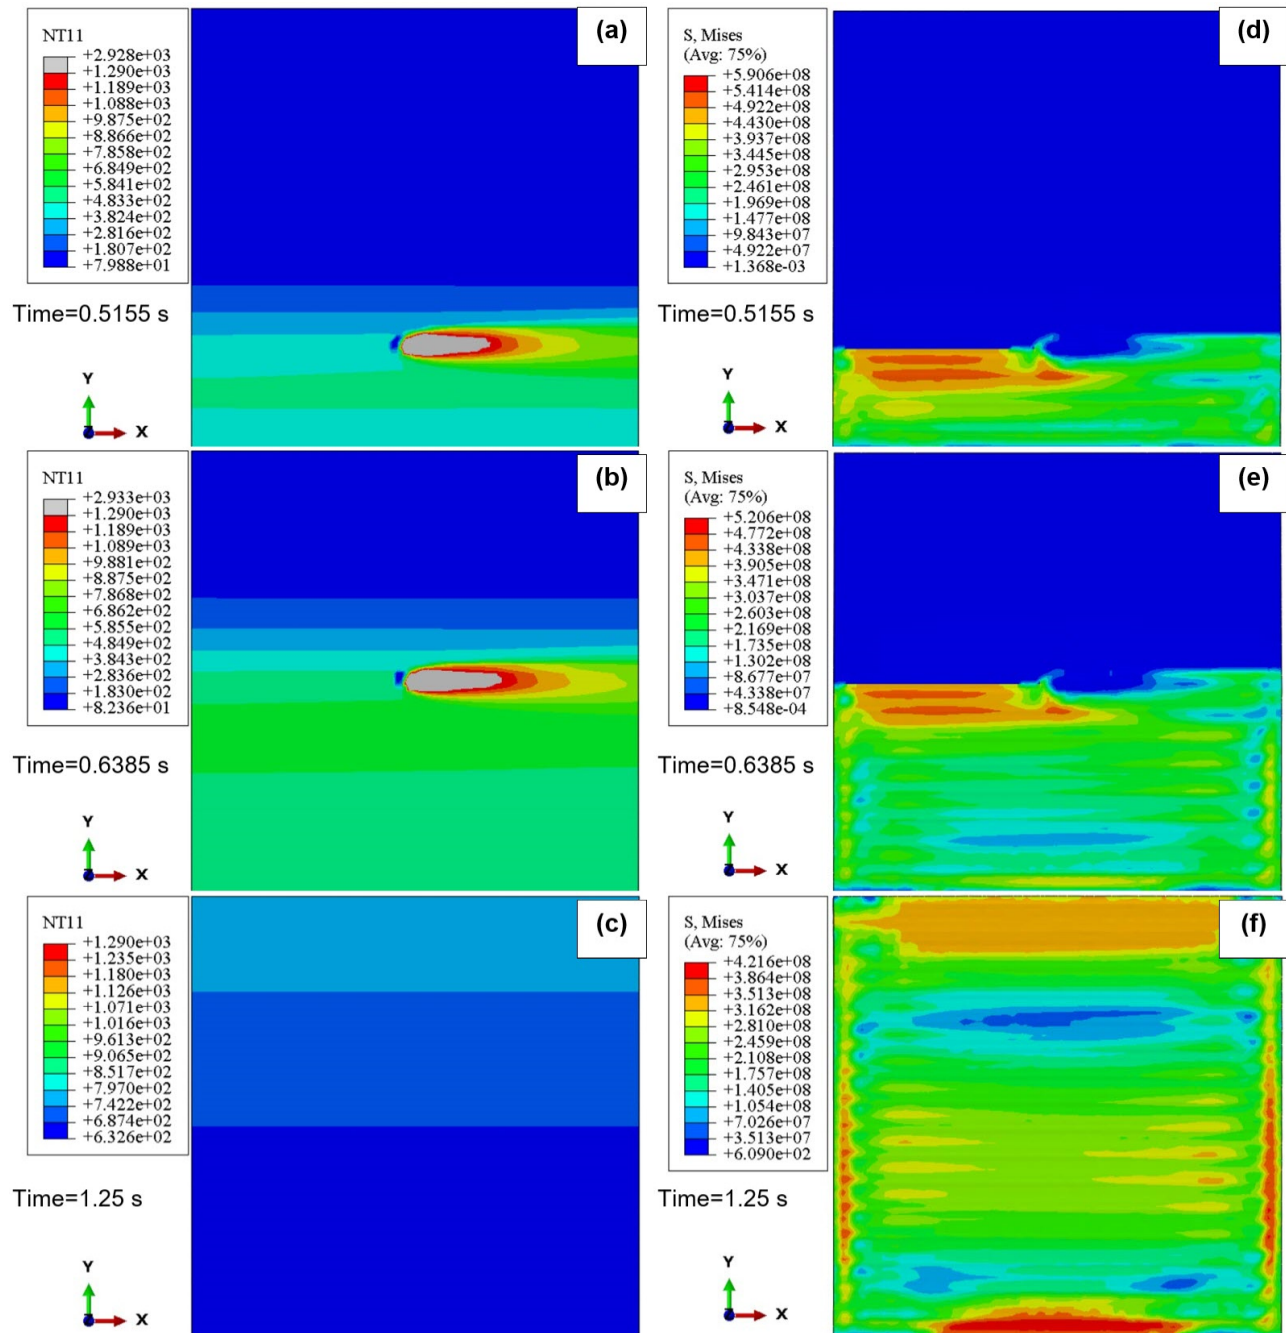 (a)
NT11
+2.928e+03
+1.290e+03
+1.189e+03
+1.088e+03
+9.875e+02
+8.866e+02
+7.858e+02
+6.849e+02
+5.841e+02
+4.833e+02
+3.824e+02
+2.816e+02
+1.807e+02
+7.988e+01
Time=0.5155 s
Y
X
(d)
S, Mises
(Avg: 75%)
+5.906e+08
+5.414e+08
+4.922e+08
+4.430e+08
+3.937e+08
+3.445e+08
+2.953e+08
+2.461e+08
+1.969e+08
+1.477e+08
+9.843e+07
+4.922e+07
+1.368e-03
Time=0.5155 s
Y
X
(b)
NT11
+2.933e+03
+1.290e+03
+1.189e+03
+1.089e+03
+9.881e+02
+8.875e+02
+7.868e+02
+6.862e+02
+5.855e+02
+4.849e+02
+3.843e+02
+2.836e+02
+1.830e+02
+8.236e+01
Time=0.6385 s
Y
X
(e)
S, Mises
(Avg: 75%)
+5.206e+08
+4.772e+08
+4.338e+08
+3.905e+08
+3.471e+08
+3.037e+08
+2.603e+08
+2.169e+08
+1.735e+08
+1.302e+08
+8.677e+07
+4.338e+07
+8.548e-04
Time=0.6385 s
Y
X
(c)
NT11
+1.290e+03
+1.235e+03
+1.180e+03
+1.126e+03
+1.071e+03
+1.016e+03
+9.613e+02
+9.065e+02
+8.517e+02
+7.970e+02
+7.422e+02
+6.874e+02
+6.326e+02
Time=1.25 s
Y
X
(f)
S, Mises
(Avg: 75%)
+4.216e+08
+3.864e+08
+3.513e+08
+3.162e+08
+2.810e+08
+2.459e+08
+2.108e+08
+1.757e+08
+1.405e+08
+1.054e+08
+7.026e+07
+3.513e+07
+6.090e+02
Time=1.25 s
Y
X